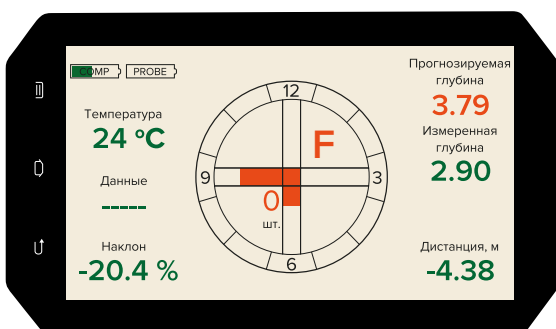 COMP PROBE
Температура
24 °C
Данные
-----
Наклон
-20.4 %
12
3
6
9
F
0
шт.
Прогнозируемая
глубина
3.79
Измеренная
глубина
2.90
Дистанция, м
-4.38